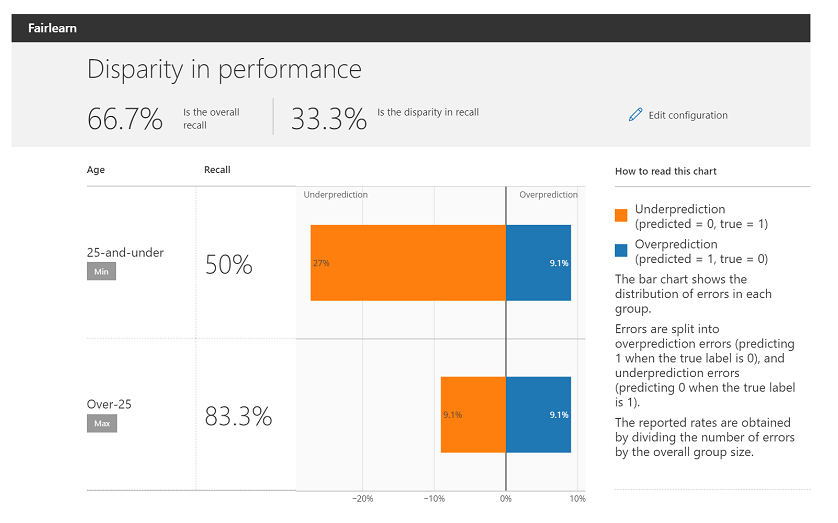 Fairlearn
Disparity in performance
66.7%
Is the overall
recall
33.3%
Is the disparity in recall
Edit configuration
Age
Recall
Underprediction
Overprediction
25-and-under
Min
50%
27%
9.1%
Over-25
Max
83.3%
9.1%
9.1%
−20%
−10%
0%
10%
How to read this chart
Underprediction
(predicted = 0, true = 1)
Overprediction
(predicted = 1, true = 0)
The bar chart shows the
distribution of errors in each
group.
Errors are split into
overprediction errors (predicting
1 when the true label is 0), and
underprediction errors
(predicting 0 when the true label
is 1).
The reported rates are obtained
by dividing the number of errors
by the overall group size.